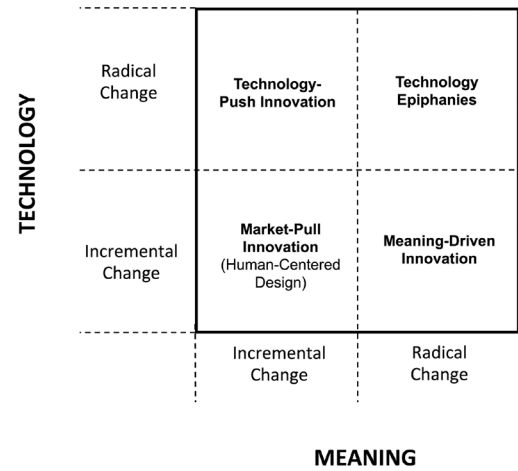 TECHNOLOGY
Radical
Change
Technology-
Push Innovation
Technology
Epiphanies
Incremental
Change
Market-Pull
Innovation
(Human-Centered
Design)
Meaning-Driven
Innovation
Incremental
Change
Radical
Change
MEANING